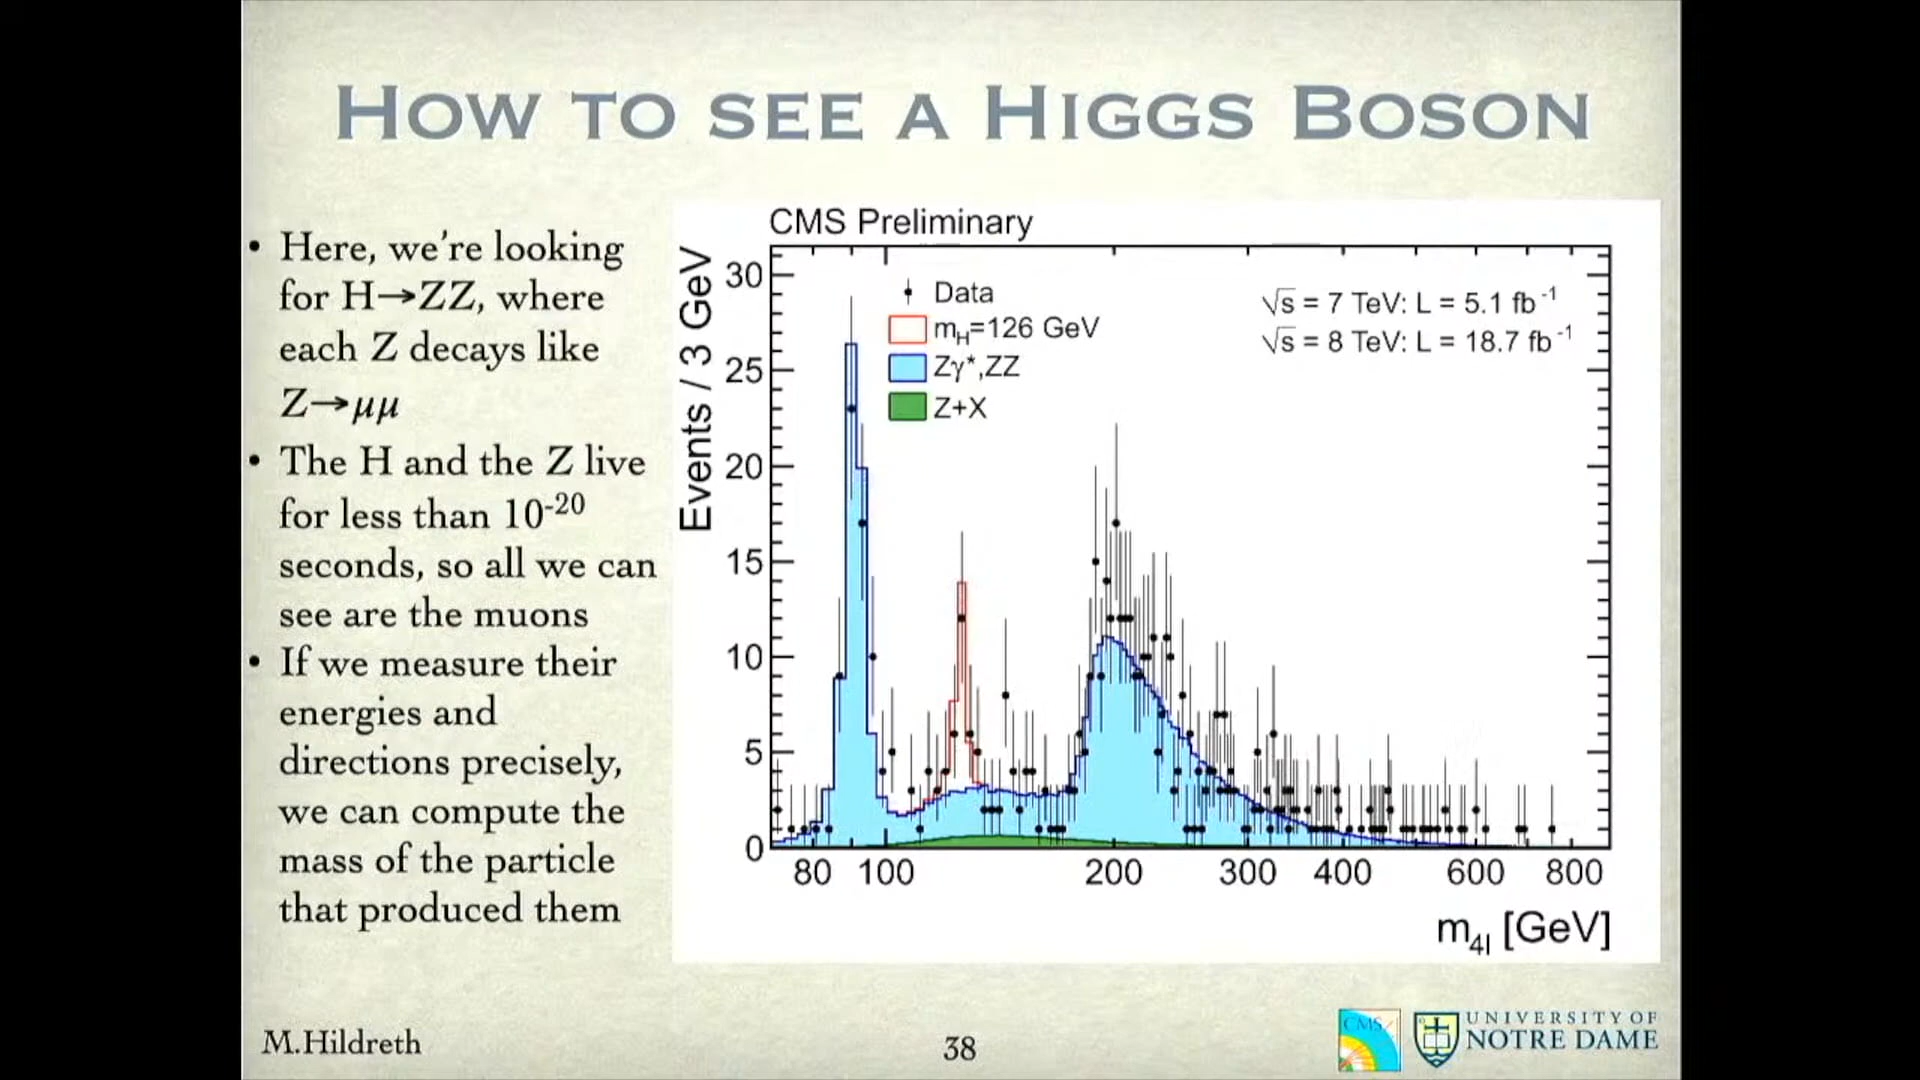 HOW TO SEE A HIGGS BOSON
• Here, we're looking
for H→ZZ, where
each Z decays like
Z→μμ
• The H and the Z live
for less than 10-20
seconds, so all we can
see are the muons
• If we measure their
energies and
directions precisely,
we can compute the
mass of the particle
that produced them
CMS Preliminary
Events / 3 GeV
30
25
20
15
10
5
0
Data
mH=126 GeV
Zγ*,ZZ
Z+X
√s = 7 TeV: L = 5.1 fb-1
√s = 8 TeV: L = 18.7 fb-1
80 100 200 300 400 600 800
m4l [GeV]
M.Hildreth
38
CMS
UNIVERSITY OF
NOTRE DAME